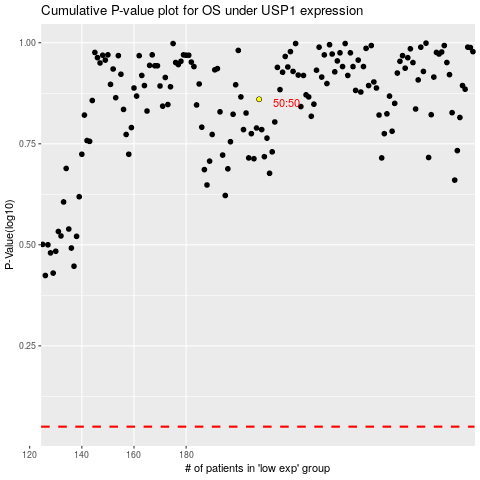 Cumulative P-value plot for OS under USP1 expression
P-Value(log10)
1.00
0.75
0.50
0.25
50:50
120 140 160 180
# of patients in 'low exp' group